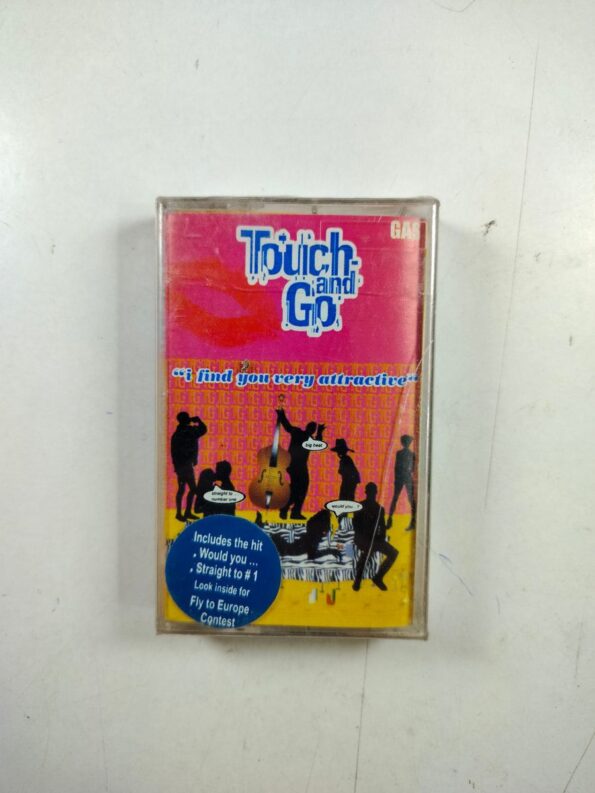 GAS
Touch
and
Go
"i find you very attractive"
big beat
straight to
number one
would you...?
Includes the hit
. Would you ...
. Straight to # 1
Look inside for
Fly to Europe
Contest